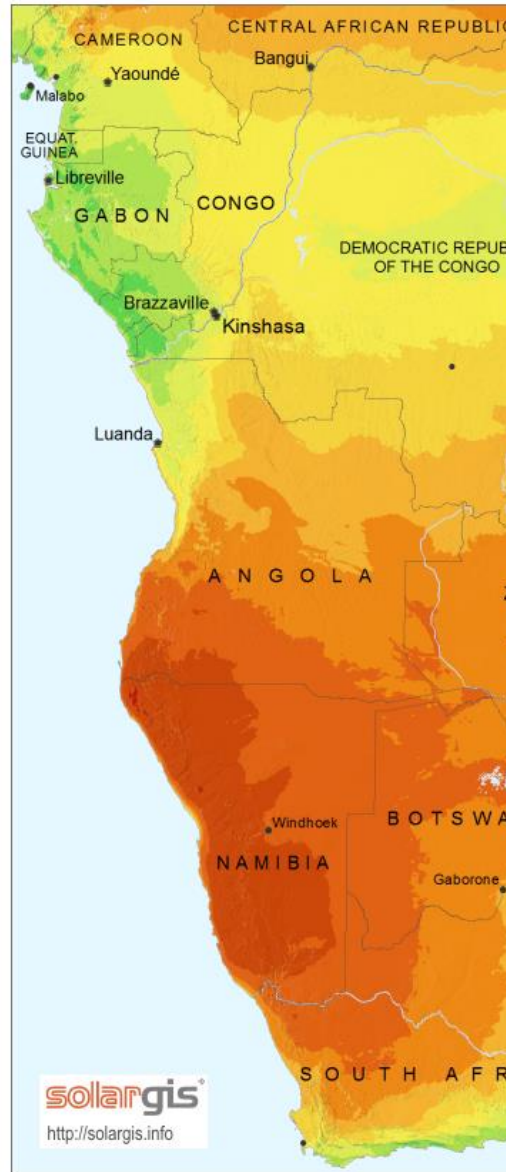 CAMEROON
CENTRAL AFRICAN REPUBLIC
Bangui
Yaoundé
Malabo
EQUAT.
GUINEA
Libreville
GABON
CONGO
DEMOCRATIC REPUB
OF THE CONGO
Brazzaville
Kinshasa
Luanda
ANGOLA
Windhoek
BOTSWA
NAMIBIA
Gaborone
SOUTH AFR
solargis
http://solargis.info